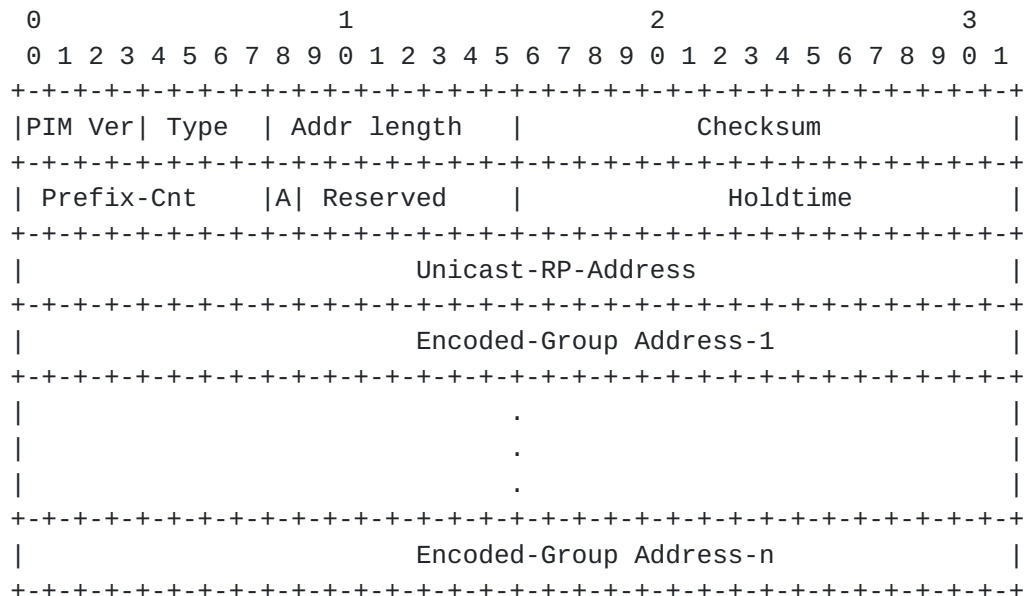 0                   1                   2                   3
 0 1 2 3 4 5 6 7 8 9 0 1 2 3 4 5 6 7 8 9 0 1 2 3 4 5 6 7 8 9 0 1
+-+-+-+-+-+-+-+-+-+-+-+-+-+-+-+-+-+-+-+-+-+-+-+-+-+-+-+-+-+-+-+-+
|PIM Ver| Type  | Addr length   |           Checksum            |
+-+-+-+-+-+-+-+-+-+-+-+-+-+-+-+-+-+-+-+-+-+-+-+-+-+-+-+-+-+-+-+-+
| Prefix-Cnt    |A| Reserved    |             Holdtime          |
+-+-+-+-+-+-+-+-+-+-+-+-+-+-+-+-+-+-+-+-+-+-+-+-+-+-+-+-+-+-+-+-+
|                         Unicast-RP-Address                    |
+-+-+-+-+-+-+-+-+-+-+-+-+-+-+-+-+-+-+-+-+-+-+-+-+-+-+-+-+-+-+-+-+
|                         Encoded-Group Address-1               |
+-+-+-+-+-+-+-+-+-+-+-+-+-+-+-+-+-+-+-+-+-+-+-+-+-+-+-+-+-+-+-+-+
|                               .                               |
|                               .                               |
|                               .                               |
+-+-+-+-+-+-+-+-+-+-+-+-+-+-+-+-+-+-+-+-+-+-+-+-+-+-+-+-+-+-+-+-+
|                         Encoded-Group Address-n               |
+-+-+-+-+-+-+-+-+-+-+-+-+-+-+-+-+-+-+-+-+-+-+-+-+-+-+-+-+-+-+-+-+